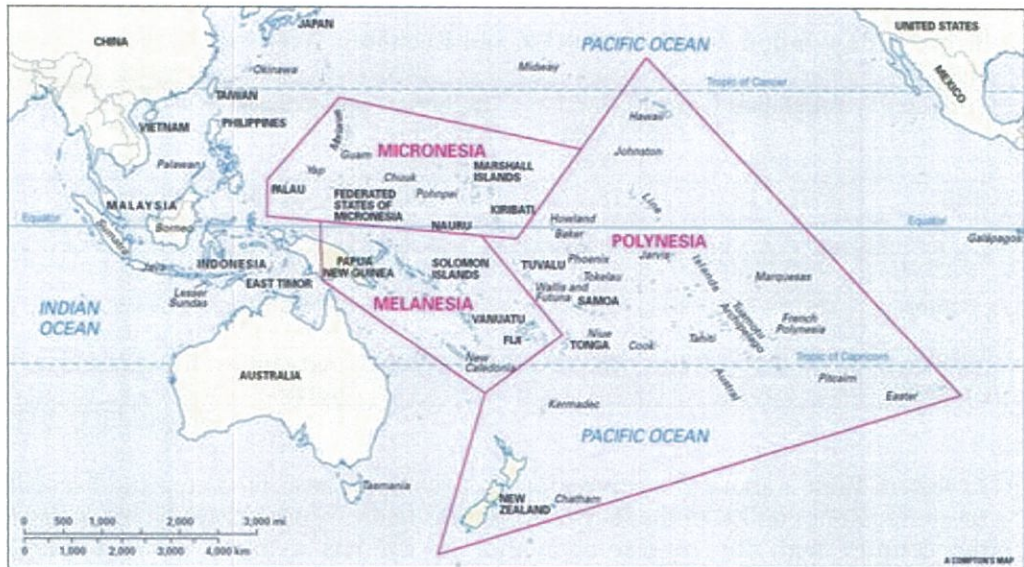 JAPAN
UNITED STATES
CHINA
PACIFIC OCEAN
Okinawa
Midway
Tropic of Cancer
MEXICO
TAIWAN
VIETNAM
PHILIPPINES
Marianas
Hawaii
Guam
MICRONESIA
Johnston
Palawan
Yap
Chuuk
MARSHALL
ISLANDS
PALAU
FEDERATED
STATES OF
MICRONESIA
Pohnpei
MALAYSIA
KIRIBATI
Line
Equator
Borneo
NAURU
Howland
Baker
Equator
Galápagos
Sumatra
POLYNESIA
Java
INDONESIA
PAPUA
NEW GUINEA
SOLOMON
ISLANDS
TUVALU
Phoenix
Jarvis
Islands
EAST TIMOR
Tokelau
Marquesas
Lesser
Sundas
MELANESIA
Wallis and
Futuna
SAMOA
INDIAN
OCEAN
VANUATU
Tuamotu
Archipelago
French
Polynesia
FIJI
TONGA
Niue
Cook
Tahiti
New
Caledonia
Tropic of Capricorn
AUSTRALIA
Pitcairn
Austral
Easter
Kermadec
PACIFIC OCEAN
Tasmania
NEW
ZEALAND
Chatham
0 500 1,000 2,000 3,000 mi
0 1,000 2,000 3,000 4,000 km
A COMPTON'S MAP